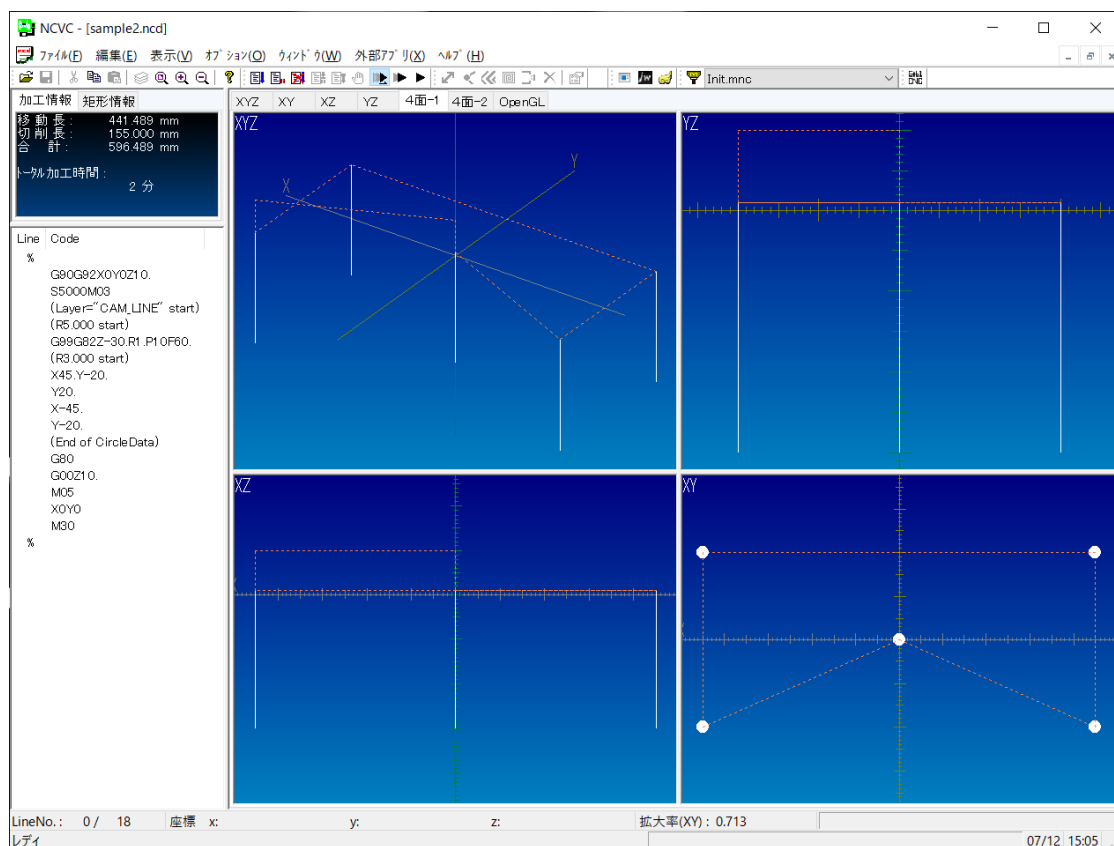 NCVC - [sample2.ncd]
ファイル(F) 編集(E) 表示(V) オプション(O) ウィンドウ(W) 外部アプリ(X) ヘルプ(H)
Init.mnc
加工情報 矩形情報
移動長: 441.489 mm
切削長: 155.000 mm
合 計: 596.489 mm
トータル加工時間:
2 分
XYZ XY XZ YZ 4面-1 4面-2 OpenGL
Line Code
%
G90G92X0Y0Z10.
S5000M03
(Layer="CAM_LINE" start)
(R5.000 start)
G99G82Z-30.R1.P10F60.
(R3.000 start)
X45.Y-20.
Y20.
X-45.
Y-20.
(End of CircleData)
G80
G00Z10.
M05
X0Y0
M30
%
XYZ
X
Y
YZ
XZ
XY
LineNo.: 0 / 18 座標 x: y: z: 拡大率(XY) : 0.713
レディ 07/12 15:05